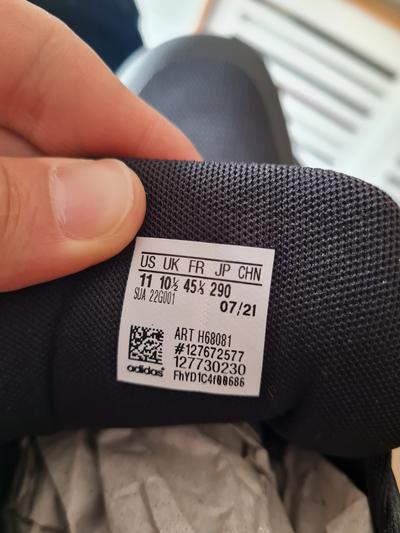 US UK FR JP CHN
11 10½ 45⅓ 290
SUA 22G001
07/21
ART H68081
#127672577
127730230
adidas
FhYD1C4f00686